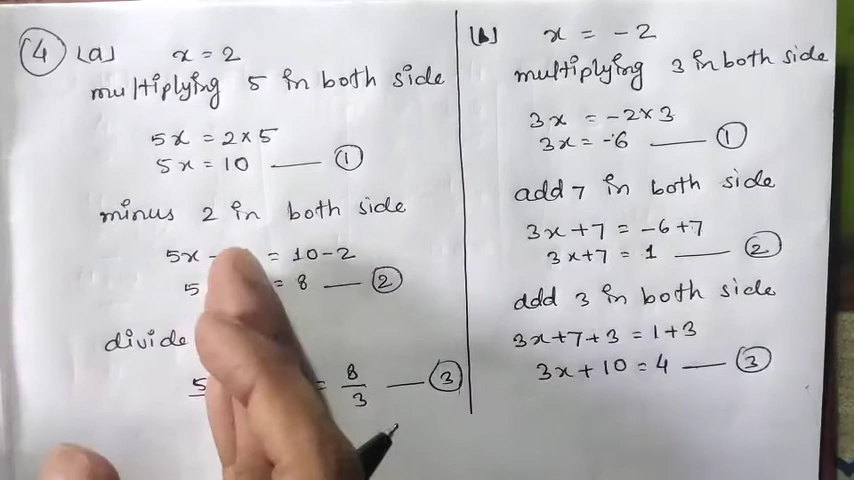 4 (a) x = 2
multiplying 5 in both side
5x = 2×5
5x = 10 —— 1
minus 2 in both side
5x - = 10-2
5 = 8 —— 2
divide
5 = 8/3 —— 3
(b) x = -2
multiplying 3 in both side
3x = -2×3
3x = -6 —— 1
add 7 in both side
3x+7 = -6+7
3x+7 = 1 —— 2
add 3 in both side
3x+7+3 = 1+3
3x+10 = 4 —— 3